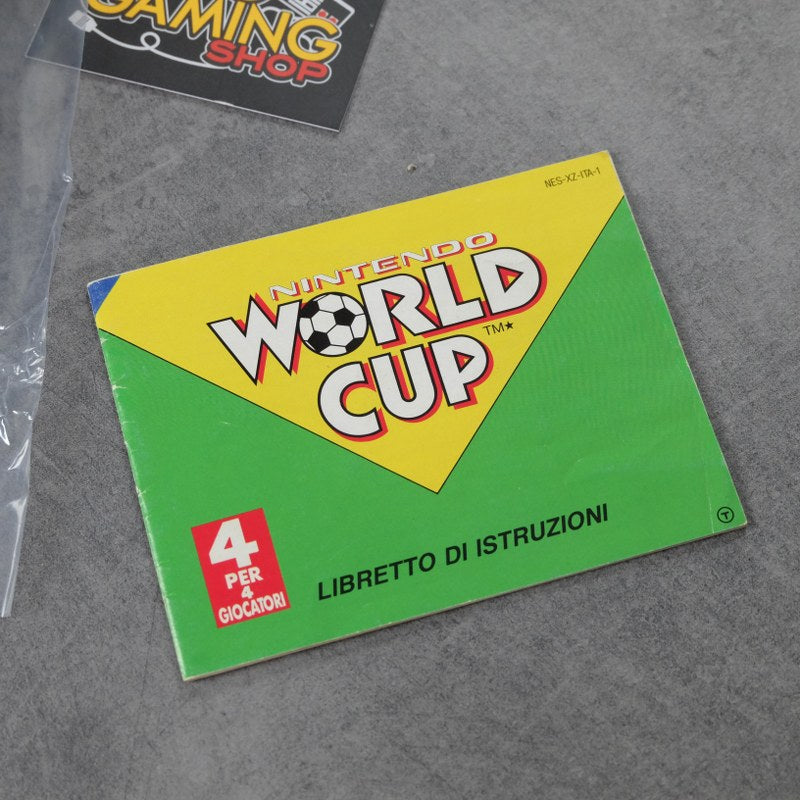 GAMING
SHOP
NES-XZ-ITA-1
NINTENDO
WORLD
CUP
TM★
4
PER
4
GIOCATORI
LIBRETTO DI ISTRUZIONI
T